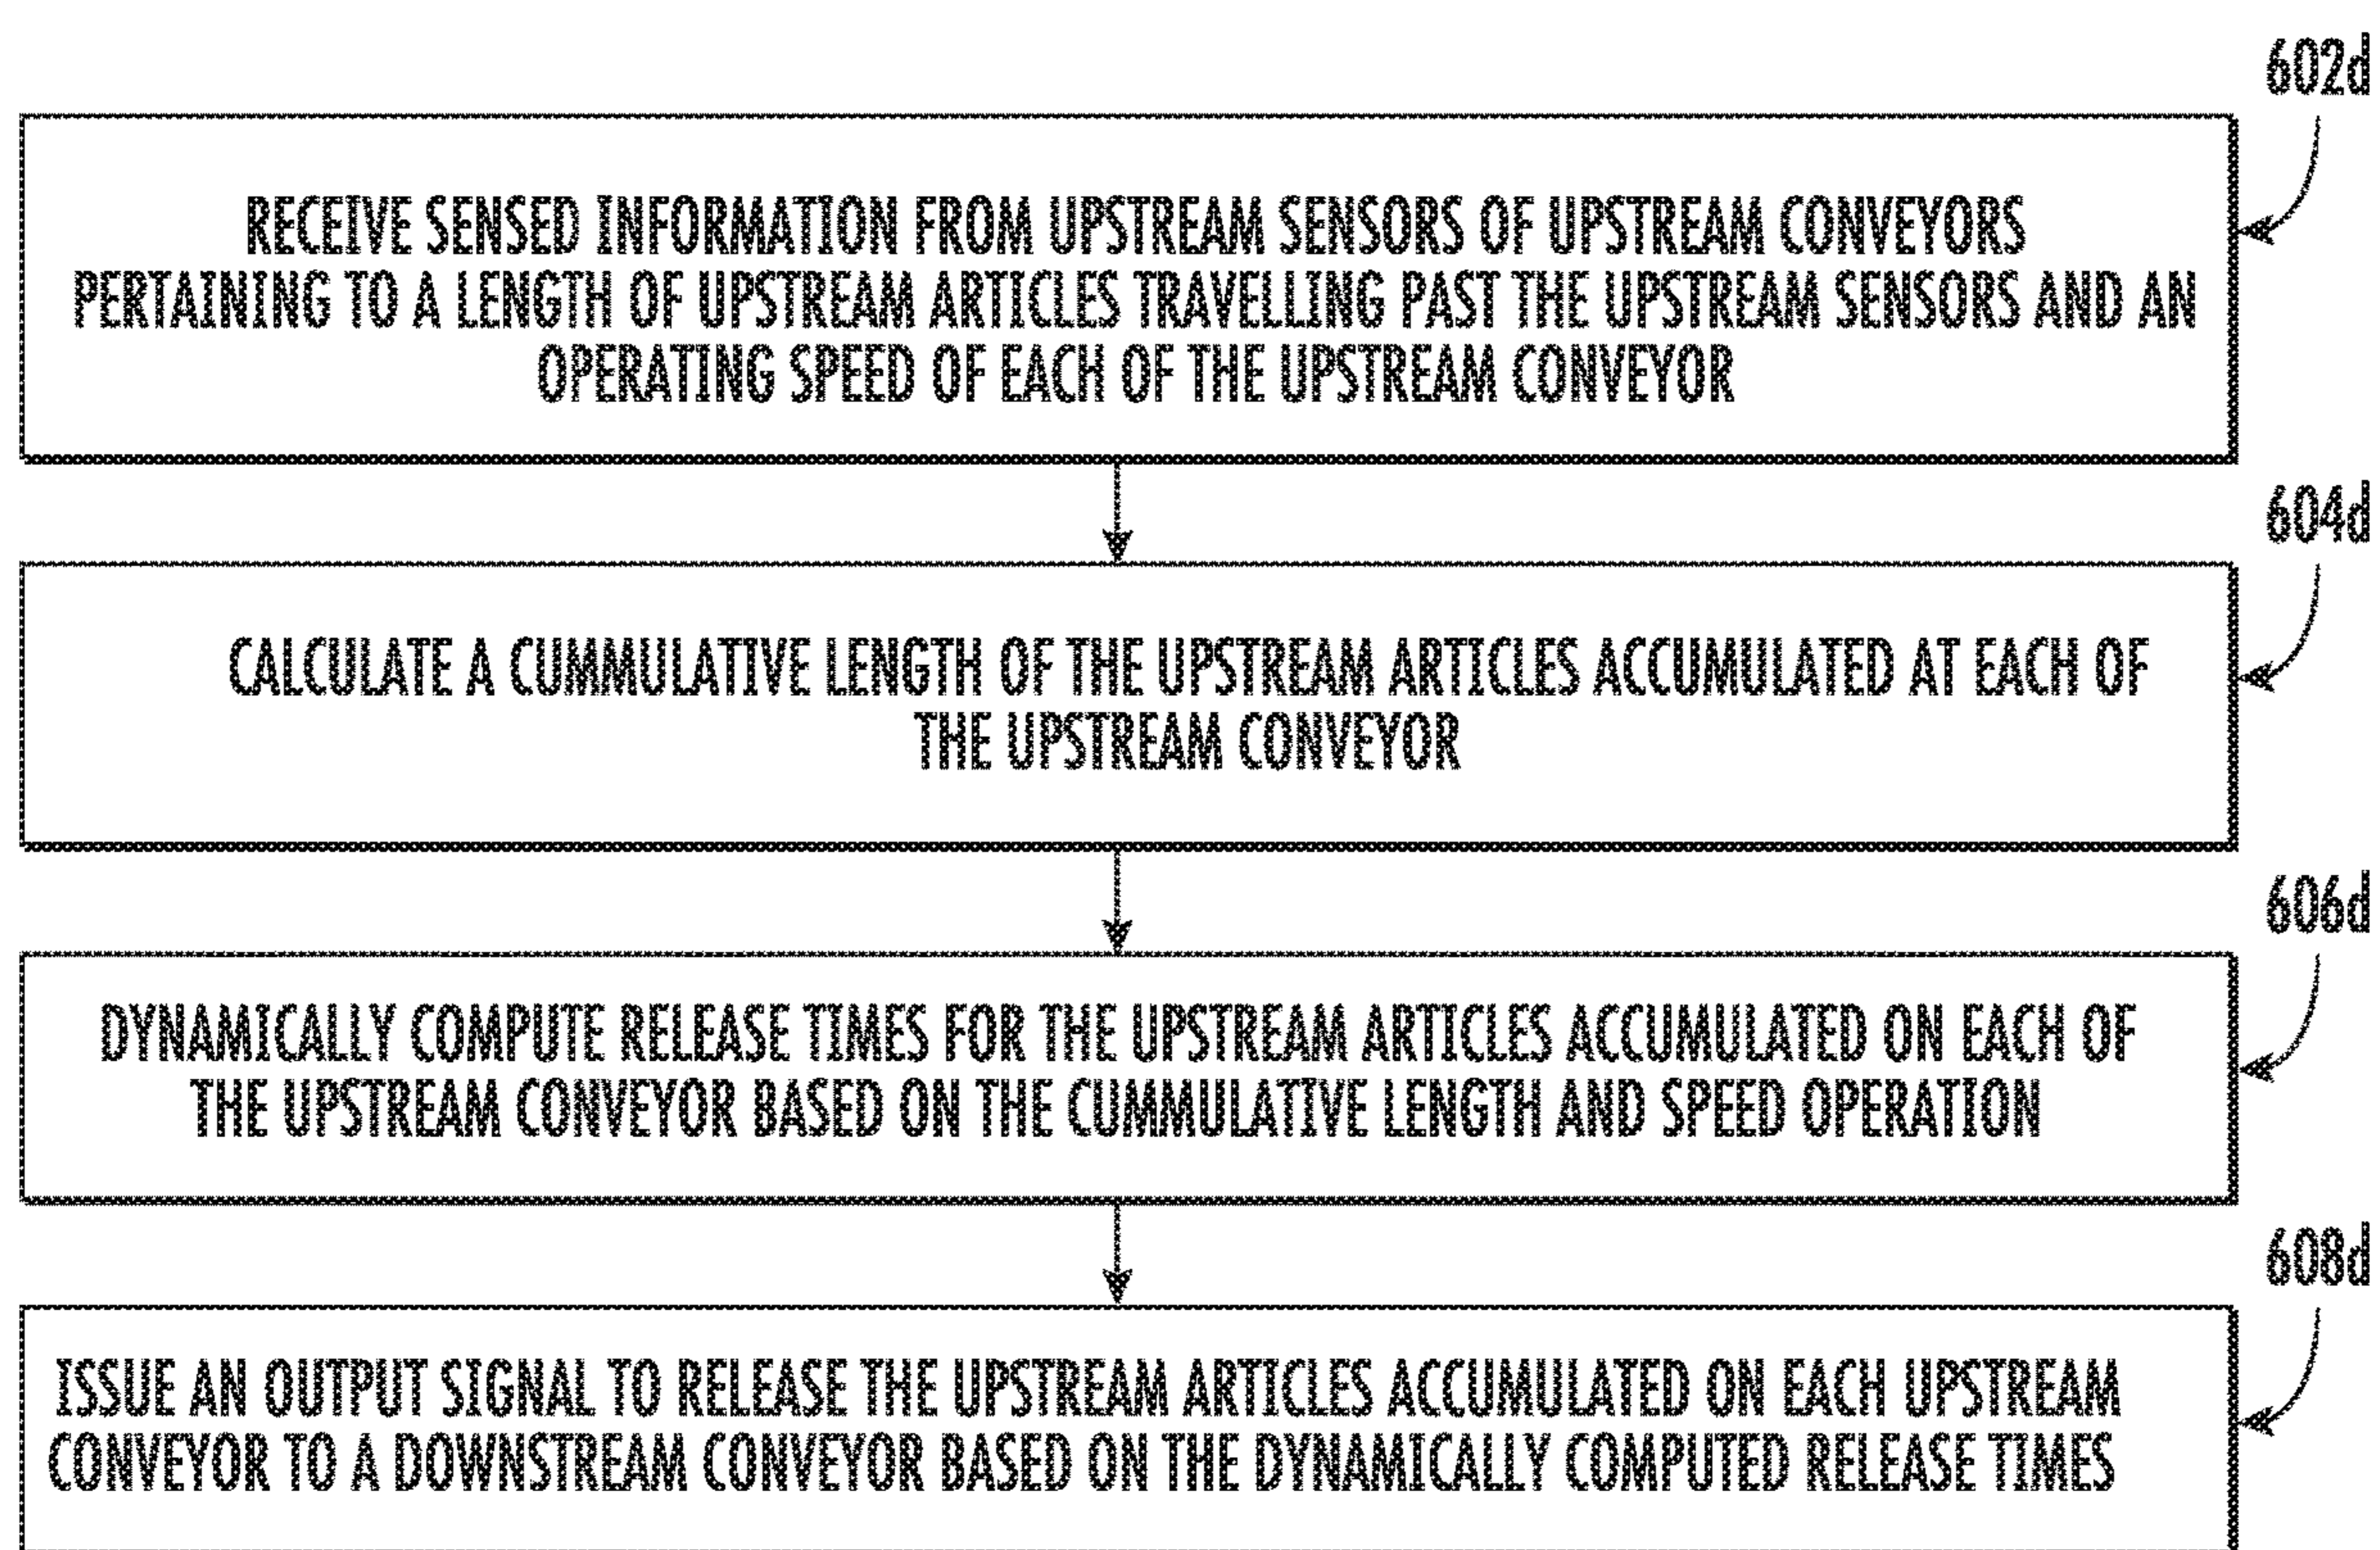 602d
RECEIVE SENSED INFORMATION FROM UPSTREAM SENSORS OF UPSTREAM CONVEYORS
PERTAINING TO A LENGTH OF UPSTREAM ARTICLES TRAVELLING PAST THE UPSTREAM SENSORS AND AN
OPERATING SPEED OF EACH OF THE UPSTREAM CONVEYOR
604d
CALCULATE A CUMMULATIVE LENGTH OF THE UPSTREAM ARTICLES ACCUMULATED AT EACH OF
THE UPSTREAM CONVEYOR
606d
DYNAMICALLY COMPUTE RELEASE TIMES FOR THE UPSTREAM ARTICLES ACCUMULATED ON EACH OF
THE UPSTREAM CONVEYOR BASED ON THE CUMMULATIVE LENGTH AND SPEED OPERATION
608d
ISSUE AN OUTPUT SIGNAL TO RELEASE THE UPSTREAM ARTICLES ACCUMULATED ON EACH UPSTREAM
CONVEYOR TO A DOWNSTREAM CONVEYOR BASED ON THE DYNAMICALLY COMPUTED RELEASE TIMES